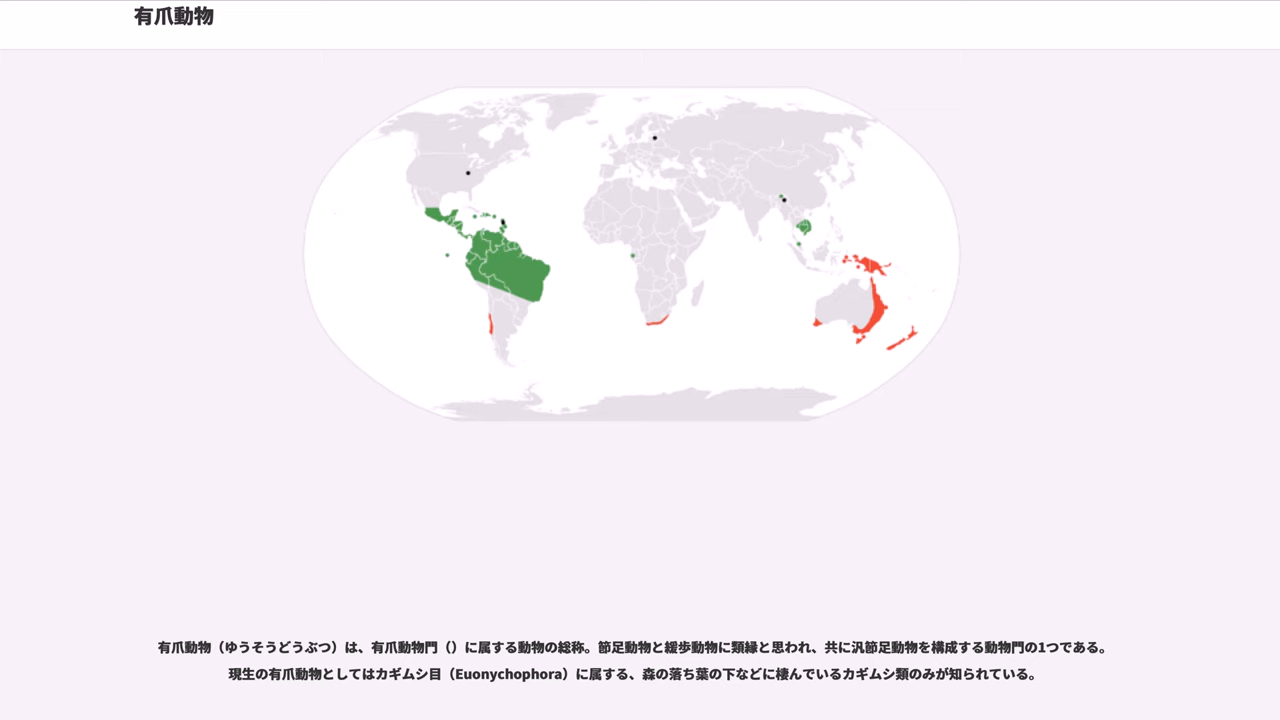 有爪動物
有爪動物（ゆうそうどうぶつ）は、有爪動物門（）に属する動物の総称。節足動物と緩歩動物に類縁と思われ、共に汎節足動物を構成する動物門の1つである。
現生の有爪動物としてはカギムシ目（Euonychophora）に属する、森の落ち葉の下などに棲んでいるカギムシ類のみが知られている。